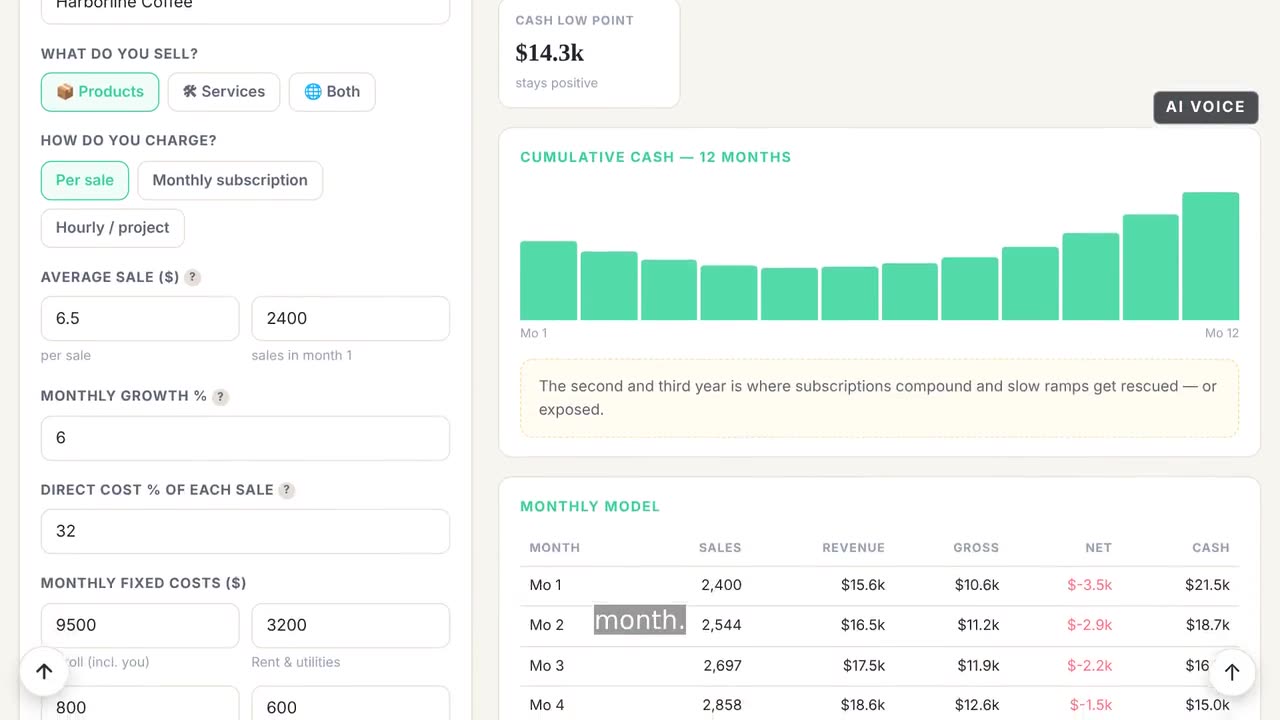 Harborline Coffee
WHAT DO YOU SELL?
📦 Products
🛠 Services
🌐 Both
HOW DO YOU CHARGE?
Per sale
Monthly subscription
Hourly / project
AVERAGE SALE ($) ?
6.5
2400
per sale
sales in month 1
MONTHLY GROWTH % ?
6
DIRECT COST % OF EACH SALE ?
32
MONTHLY FIXED COSTS ($)
9500
3200
roll (incl. you)
Rent & utilities
800
600
CASH LOW POINT
$14.3k
stays positive
AI VOICE
CUMULATIVE CASH — 12 MONTHS
Mo 1
Mo 12
The second and third year is where subscriptions compound and slow ramps get rescued — or
exposed.
MONTHLY MODEL
MONTH SALES REVENUE GROSS NET CASH
Mo 1 2,400 $15.6k $10.6k $-3.5k $21.5k
Mo 2 2,544 $16.5k $11.2k $-2.9k $18.7k
month.
Mo 3 2,697 $17.5k $11.9k $-2.2k $16
Mo 4 2,858 $18.6k $12.6k $-1.5k $15.0k